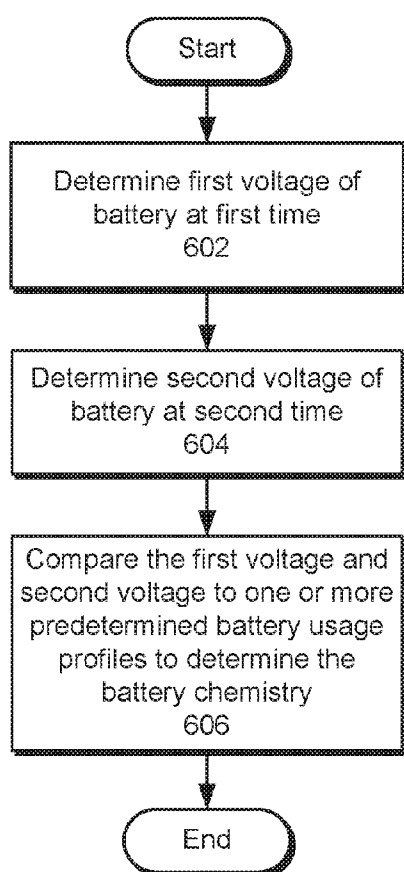 Start
Determine first voltage of
battery at first time
602
Determine second voltage of
battery at second time
604
Compare the first voltage and
second voltage to one or more
predetermined battery usage
profiles to determine the
battery chemistry
606
End